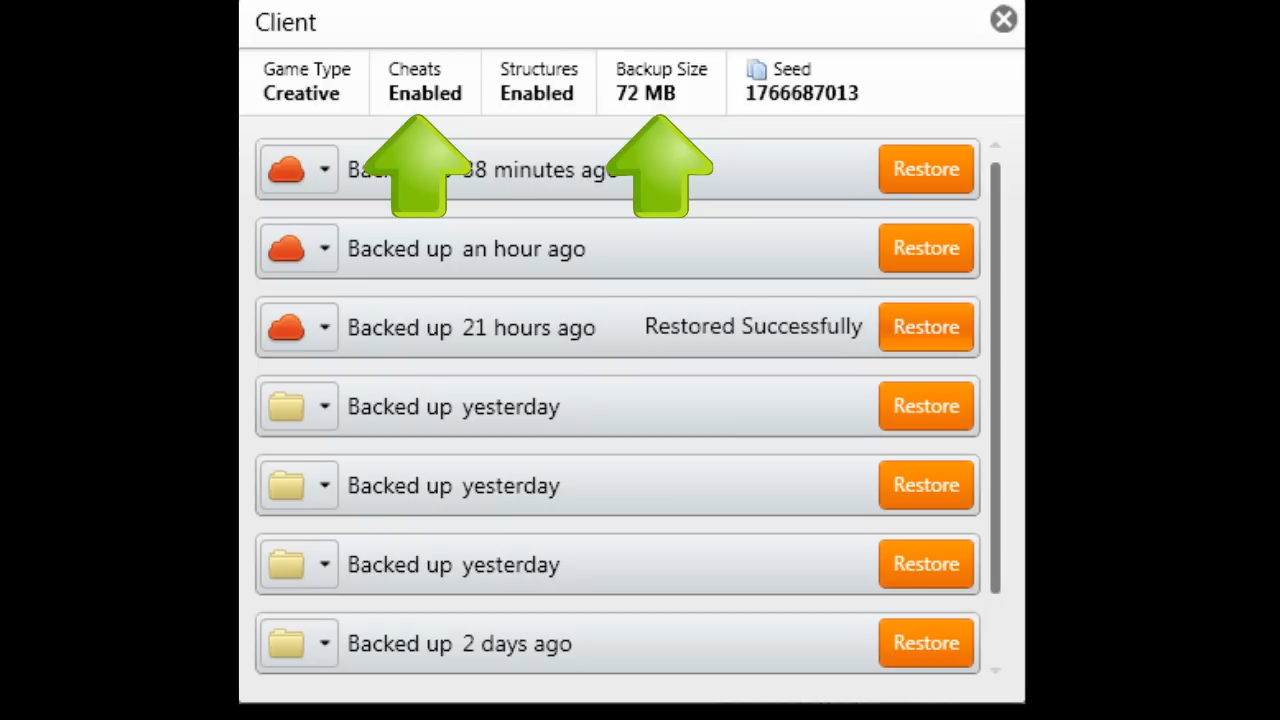 Client
Game Type Cheats Structures Backup Size Seed
Creative Enabled Enabled 72 MB 1766687013
38 minutes ago Restore
Backed up an hour ago Restore
Backed up 21 hours ago Restored Successfully Restore
Backed up yesterday Restore
Backed up yesterday Restore
Backed up yesterday Restore
Backed up 2 days ago Restore